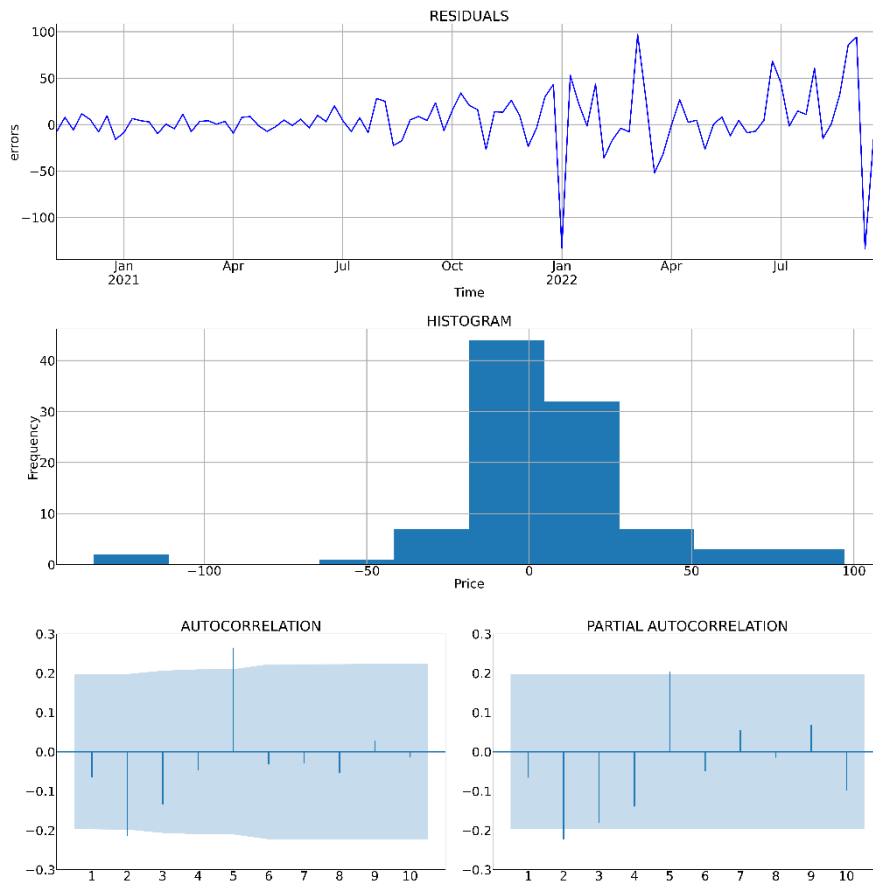 RESIDUALS
100
50
0
−50
−100
errors
Jan
2021
Apr
Jul
Oct
Jan
2022
Apr
Jul
Time
HISTOGRAM
40
30
20
10
0
Frequency
−100
−50
0
50
100
Price
AUTOCORRELATION
0.3
0.2
0.1
0.0
−0.1
−0.2
−0.3
1 2 3 4 5 6 7 8 9 10
PARTIAL AUTOCORRELATION
0.3
0.2
0.1
0.0
−0.1
−0.2
−0.3
1 2 3 4 5 6 7 8 9 10